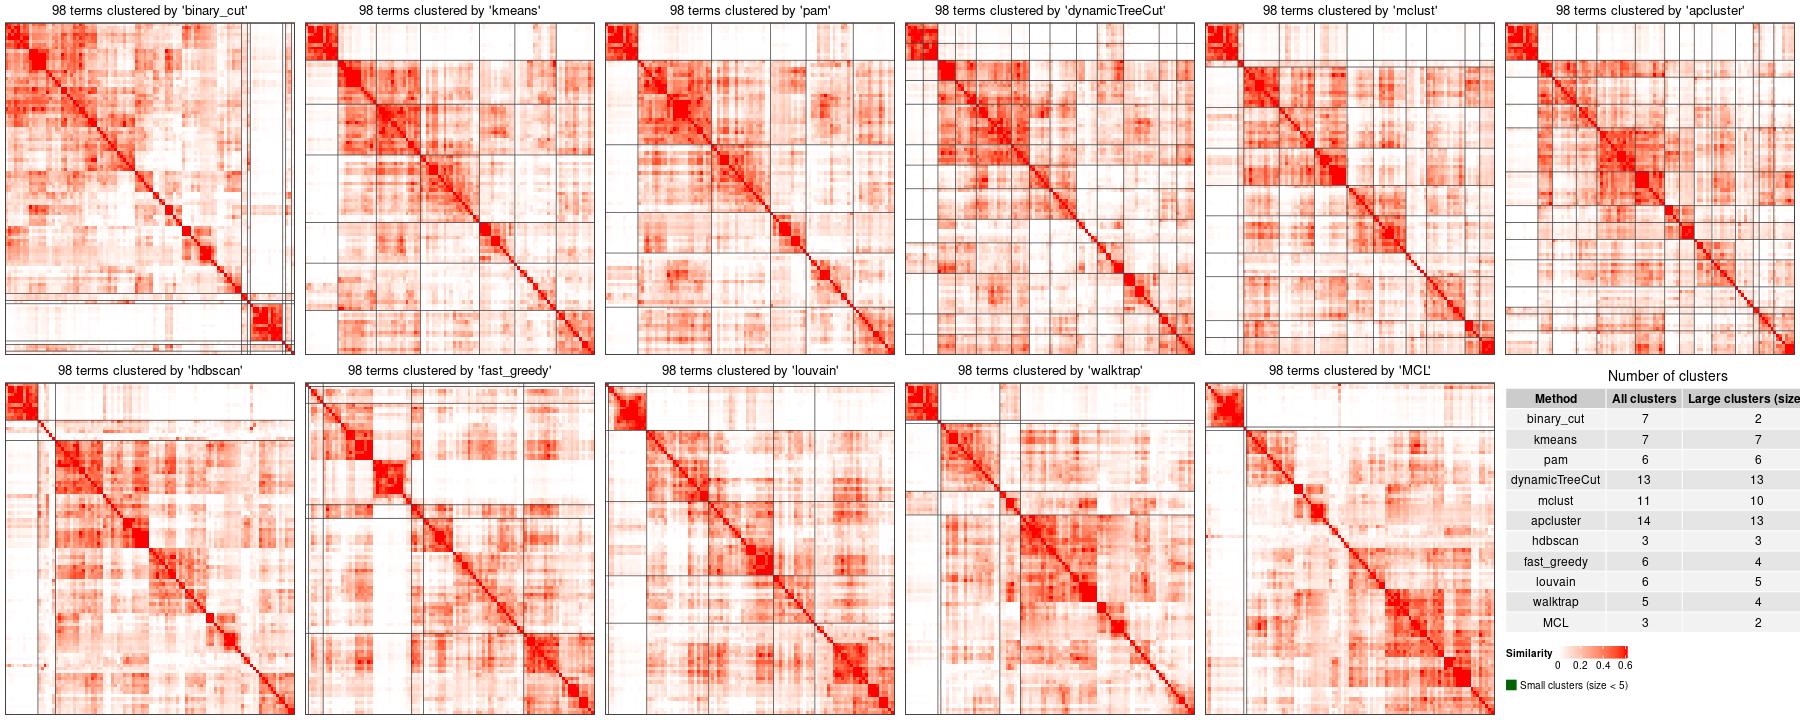 98 terms clustered by 'binary_cut'
98 terms clustered by 'kmeans'
98 terms clustered by 'pam'
98 terms clustered by 'dynamicTreeCut'
98 terms clustered by 'mclust'
98 terms clustered by 'apcluster'
98 terms clustered by 'hdbscan'
98 terms clustered by 'fast_greedy'
98 terms clustered by 'louvain'
98 terms clustered by 'walktrap'
98 terms clustered by 'MCL'
Number of clusters
Method All clusters Large clusters (size
binary_cut 7 2
kmeans 7 7
pam 6 6
dynamicTreeCut 13 13
mclust 11 10
apcluster 14 13
hdbscan 3 3
fast_greedy 6 4
louvain 6 5
walktrap 5 4
MCL 3 2
Similarity
0 0.2 0.4 0.6
Small clusters (size < 5)